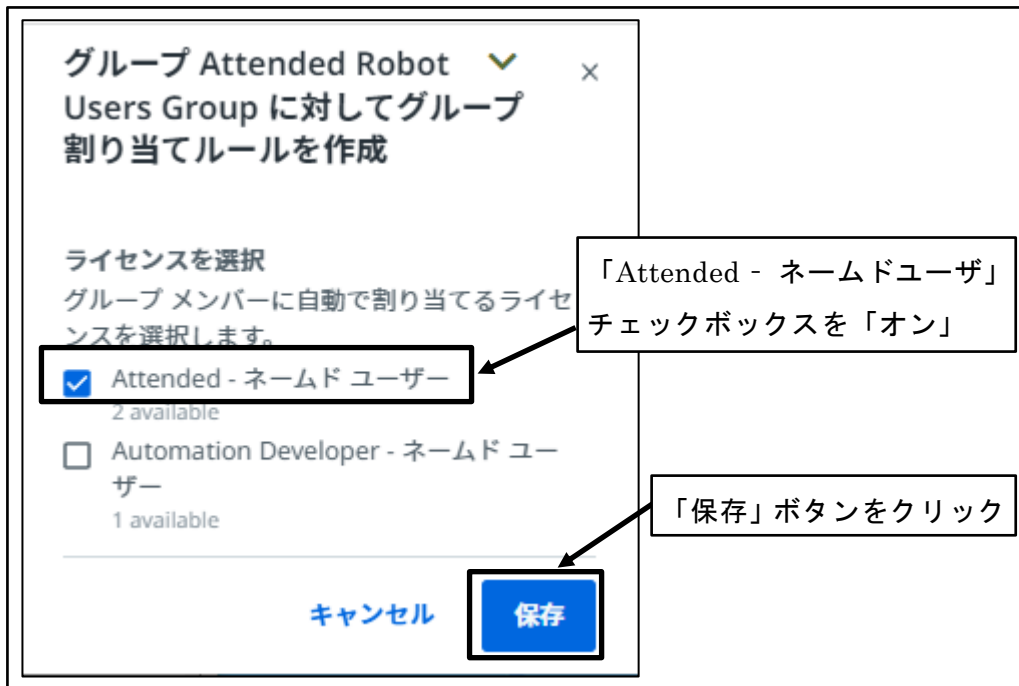 グループ Attended Robot
Users Group に対してグループ
割り当てルールを作成
ライセンスを選択
グループ メンバーに自動で割り当てるライセ
ンスを選択します。
「Attended‐ ネームドユーザ」
チェックボックスを「オン」
Attended - ネームド ユーザー
2 available
Automation Developer - ネームド ユー
ザー
1 available
「保存」ボタンをクリック
キャンセル
保存